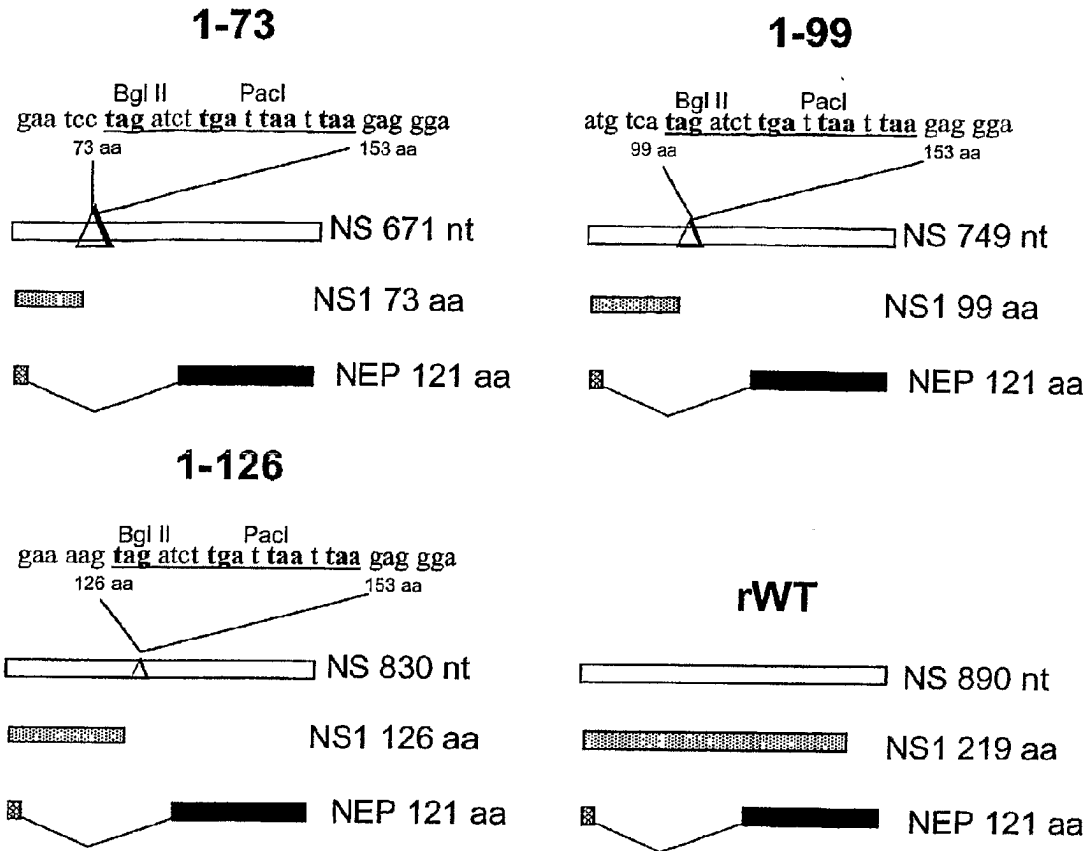 1-73
Bgl II PacI
gaa tcc tag atct tga t taa t taa gag gga
73 aa 153 aa
NS 671 nt
NS1 73 aa
NEP 121 aa
1-99
Bgl II PacI
atg tca tag atct tga t taa t taa gag gga
99 aa 153 aa
NS 749 nt
NS1 99 aa
NEP 121 aa
1-126
Bgl II PacI
gaa aag tag atct tga t taa t taa gag gga
126 aa 153 aa
NS 830 nt
NS1 126 aa
NEP 121 aa
rWT
NS 890 nt
NS1 219 aa
NEP 121 aa